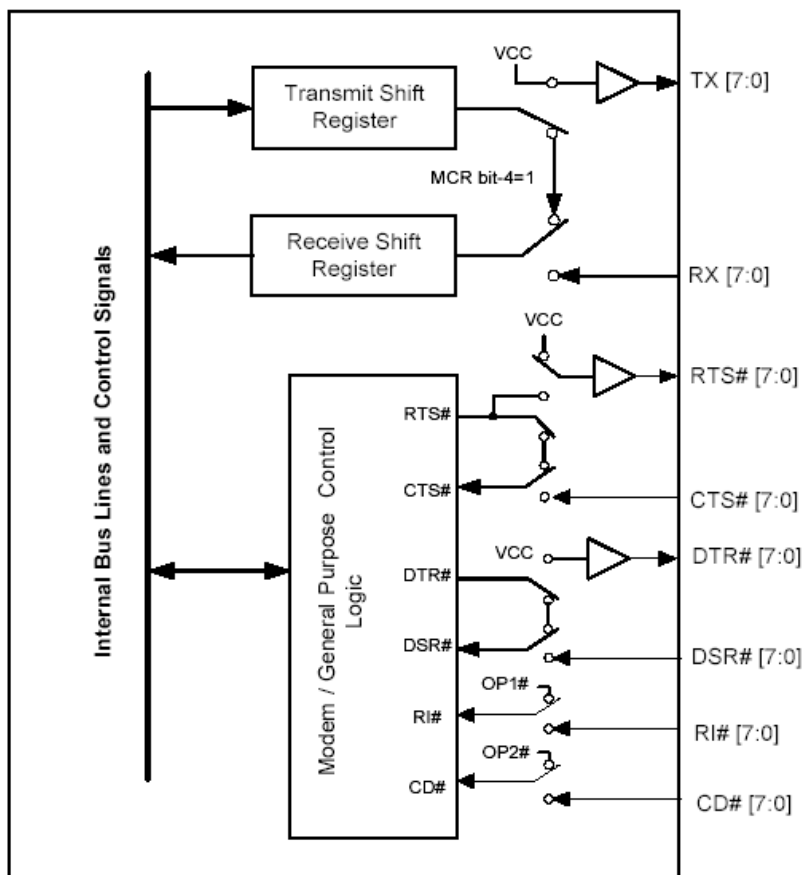 VCC
TX [7:0]
Transmit Shift
Register
MCR bit-4=1
Receive Shift
Register
RX [7:0]
VCC
RTS# [7:0]
RTS#
CTS#
CTS# [7:0]
VCC
DTR# [7:0]
DTR#
DSR#
DSR# [7:0]
OP1#
RI#
RI# [7:0]
OP2#
CD#
CD# [7:0]
Internal Bus Lines and Control Signals
Modem / General Purpose Control
Logic